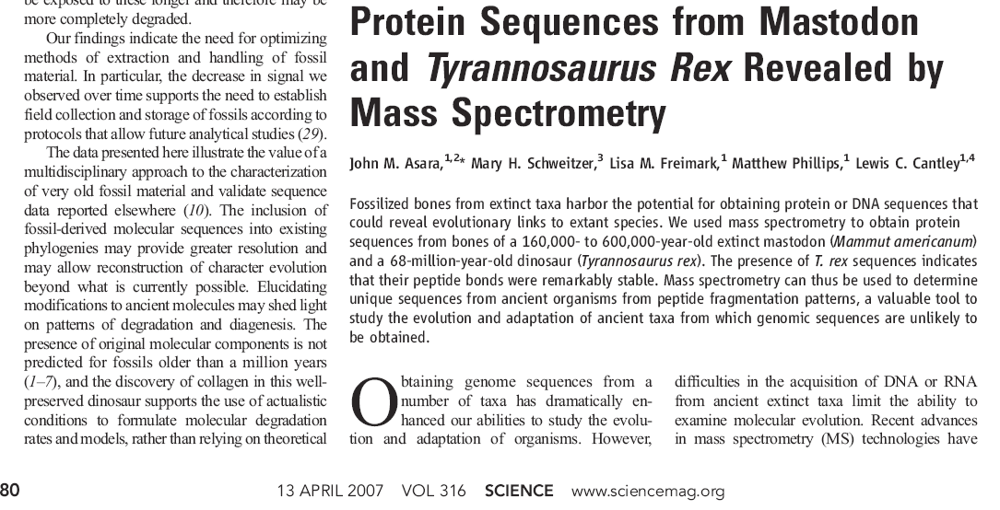 be exposed to these longer and therefore may be
more completely degraded.
Our findings indicate the need for optimizing
methods of extraction and handling of fossil
material. In particular, the decrease in signal we
observed over time supports the need to establish
field collection and storage of fossils according to
protocols that allow future analytical studies (29).
The data presented here illustrate the value of a
multidisciplinary approach to the characterization
of very old fossil material and validate sequence
data reported elsewhere (10). The inclusion of
fossil-derived molecular sequences into existing
phylogenies may provide greater resolution and
may allow reconstruction of character evolution
beyond what is currently possible. Elucidating
modifications to ancient molecules may shed light
on patterns of degradation and diagenesis. The
presence of original molecular components is not
predicted for fossils older than a million years
(1–7), and the discovery of collagen in this well-
preserved dinosaur supports the use of actualistic
conditions to formulate molecular degradation
rates and models, rather than relying on theoretical
Protein Sequences from Mastodon
and Tyrannosaurus Rex Revealed by
Mass Spectrometry
John M. Asara,1,2* Mary H. Schweitzer,3 Lisa M. Freimark,1 Matthew Phillips,1 Lewis C. Cantley1,4
Fossilized bones from extinct taxa harbor the potential for obtaining protein or DNA sequences that
could reveal evolutionary links to extant species. We used mass spectrometry to obtain protein
sequences from bones of a 160,000- to 600,000-year-old extinct mastodon (Mammut americanum)
and a 68-million-year-old dinosaur (Tyrannosaurus rex). The presence of T. rex sequences indicates
that their peptide bonds were remarkably stable. Mass spectrometry can thus be used to determine
unique sequences from ancient organisms from peptide fragmentation patterns, a valuable tool to
study the evolution and adaptation of ancient taxa from which genomic sequences are unlikely to
be obtained.
Obtaining genome sequences from a
number of taxa has dramatically en-
hanced our abilities to study the evolu-
tion and adaptation of organisms. However,
difficulties in the acquisition of DNA or RNA
from ancient extinct taxa limit the ability to
examine molecular evolution. Recent advances
in mass spectrometry (MS) technologies have
80 13 APRIL 2007 VOL 316 SCIENCE www.sciencemag.org